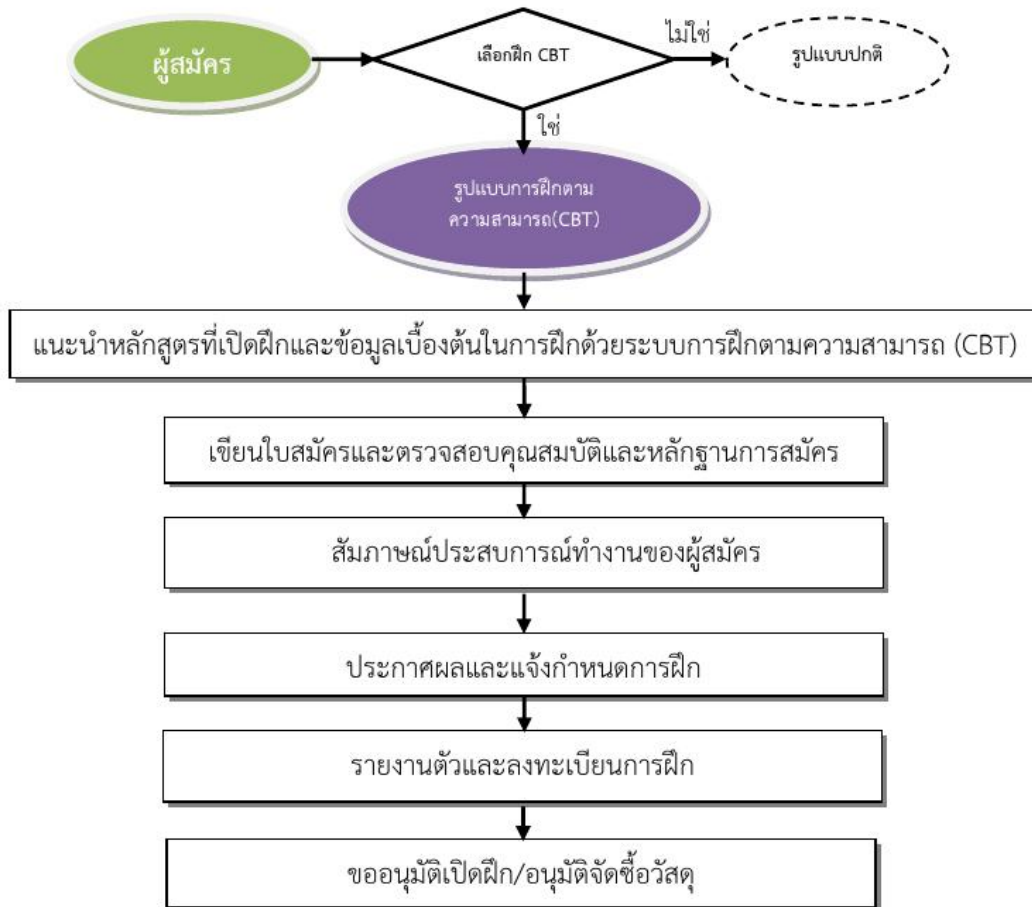 ผู้สมัคร
เลือกฝึก CBT
ไม่ใช่
รูปแบบปกติ
ใช่
รูปแบบการฝึกตาม
ความสามารถ(CBT)
แนะนำหลักสูตรที่เปิดฝึกและข้อมูลเบื้องต้นในการฝึกด้วยระบบการฝึกตามความสามารถ (CBT)
เขียนใบสมัครและตรวจสอบคุณสมบัติและหลักฐานการสมัคร
สัมภาษณ์ประสบการณ์ทำงานของผู้สมัคร
ประกาศผลและแจ้งกำหนดการฝึก
รายงานตัวและลงทะเบียนการฝึก
ขออนุมัติเปิดฝึก/อนุมัติจัดซื้อวัสดุ